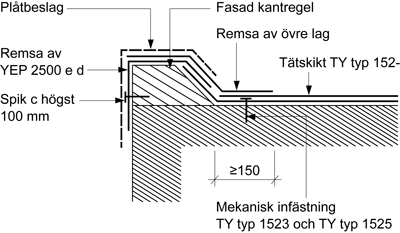 Plåtbeslag
Fasad kantregel
Remsa av övre lag
Remsa av
YEP 2500 e d
Tätskikt TY typ 152-
Spik c högst
100 mm
≥150
Mekanisk infästning
TY typ 1523 och TY typ 1525